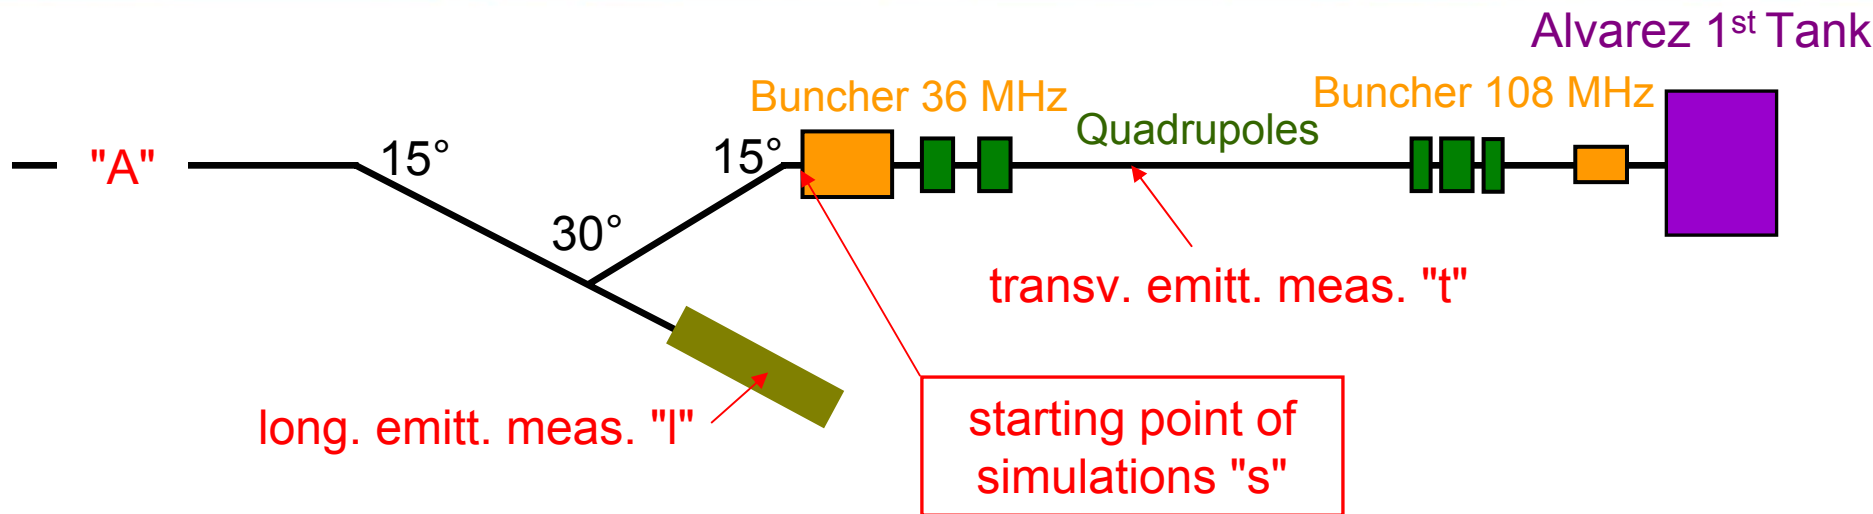 Alvarez 1st Tank
Buncher 36 MHz
Buncher 108 MHz
Quadrupoles
"A"
15°
15°
30°
transv. emitt. meas. "t"
long. emitt. meas. "l"
starting point of
simulations "s"